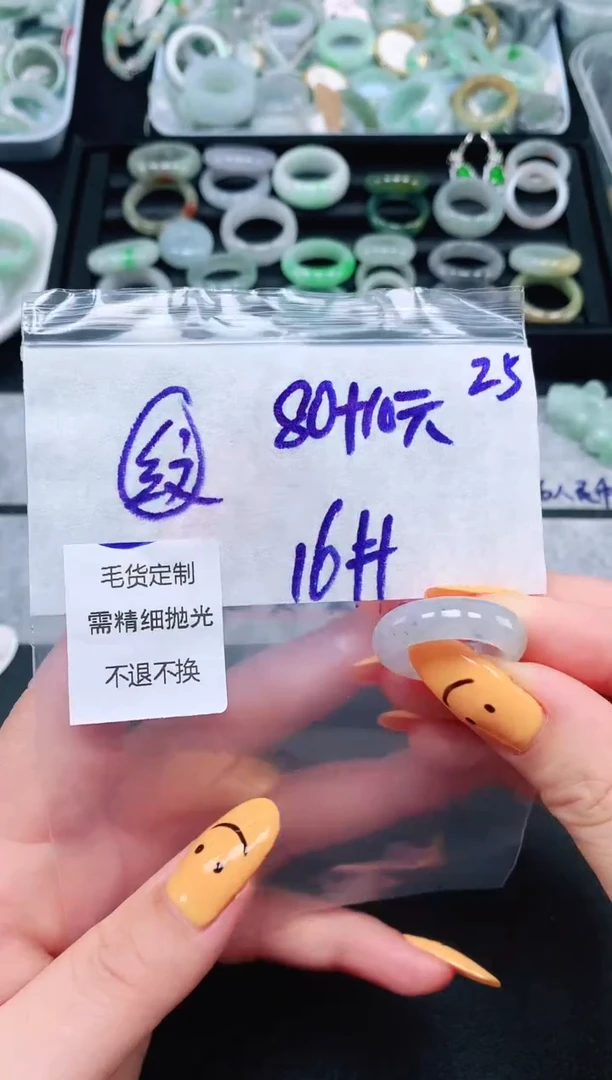 25
80+10元
纹
16#
毛货定制
需精细抛光
不退不换